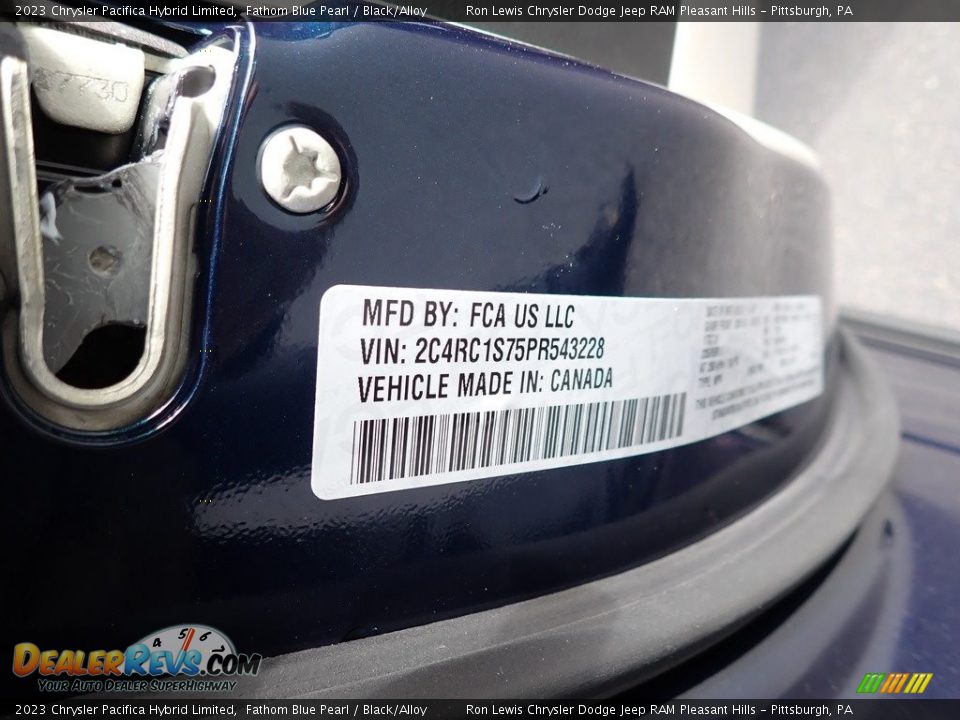 2023 Chrysler Pacifica Hybrid Limited, Fathom Blue Pearl / Black/Alloy Ron Lewis Chrysler Dodge Jeep RAM Pleasant Hills - Pittsburgh, PA
MFD BY: FCA US LLC
VIN: 2C4RC1S75PR543228
VEHICLE MADE IN: CANADA
4 5 6
DealerRevs.com
Your Auto Dealer SuperHighway
2023 Chrysler Pacifica Hybrid Limited, Fathom Blue Pearl / Black/Alloy Ron Lewis Chrysler Dodge Jeep RAM Pleasant Hills - Pittsburgh, PA